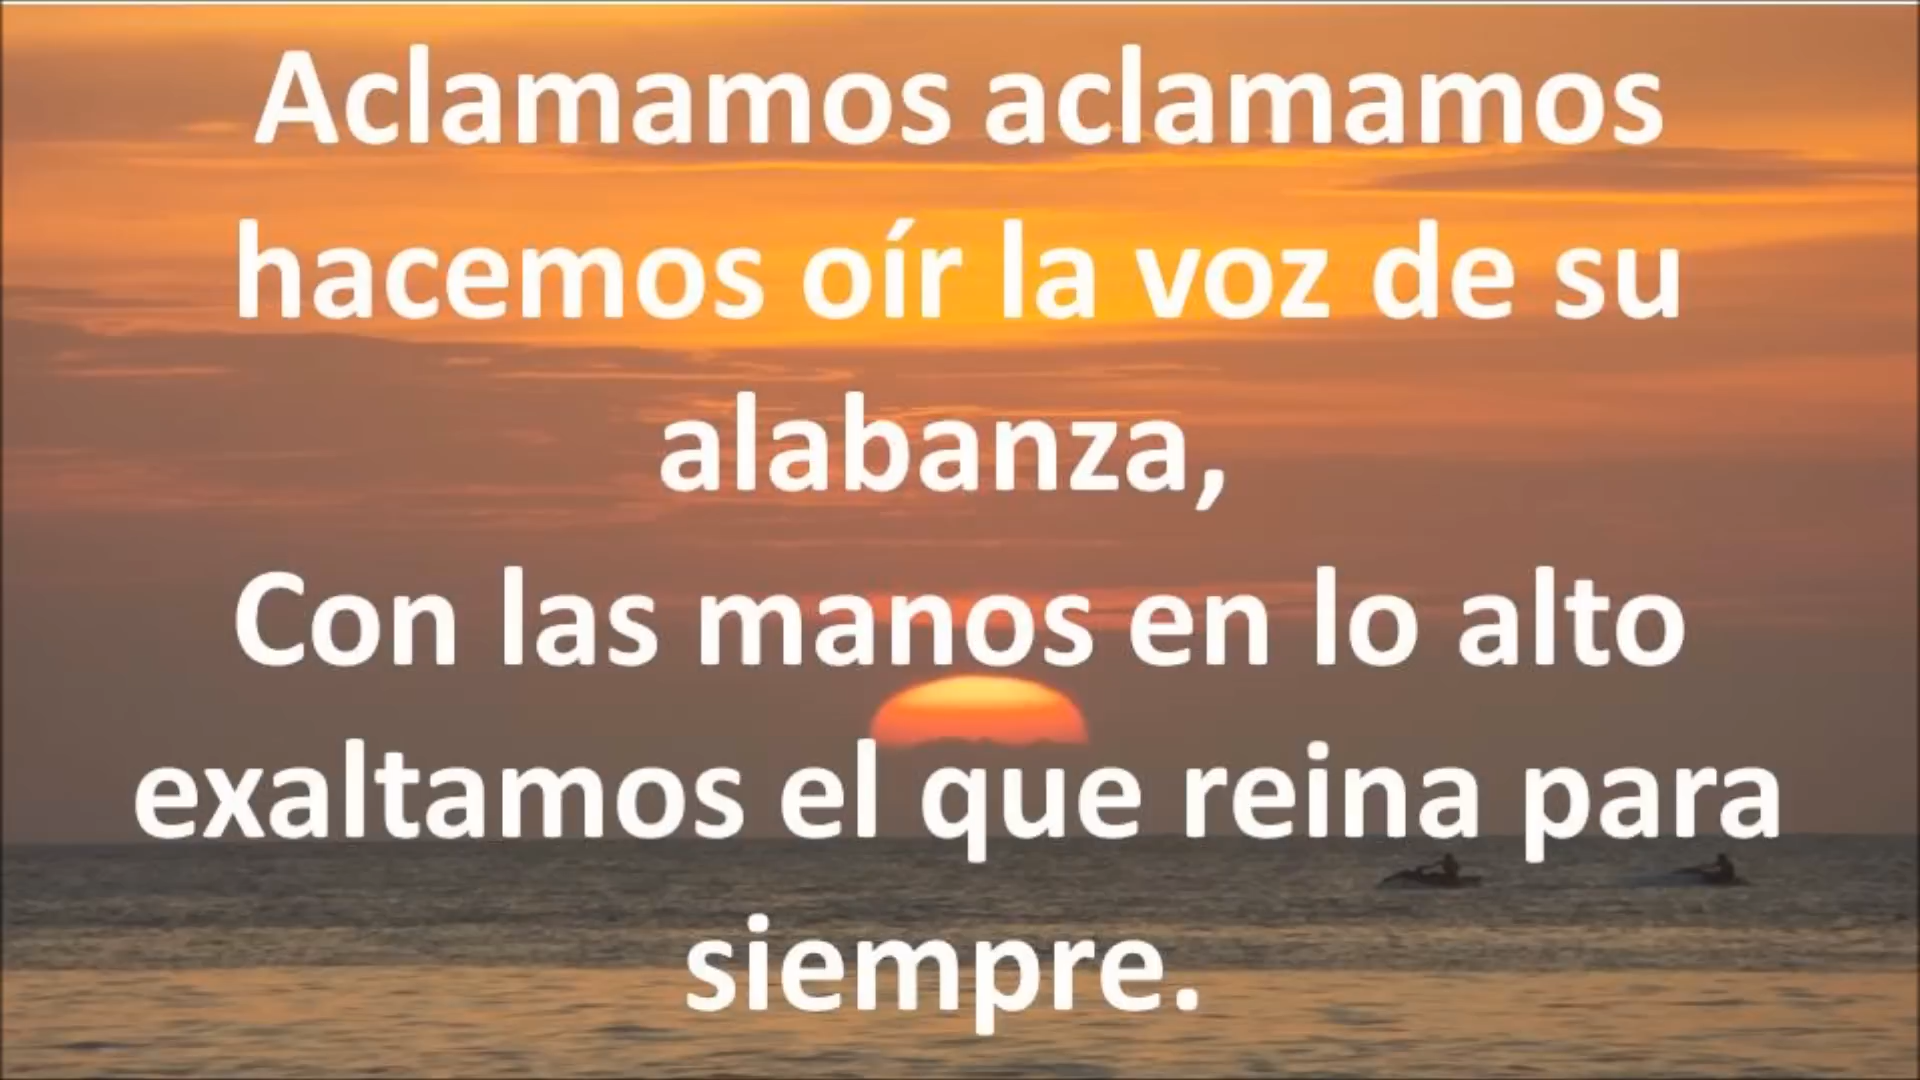 Aclamamos aclamamos
hacemos oír la voz de su
alabanza,
Con las manos en lo alto
exaltamos el que reina para
siempre.